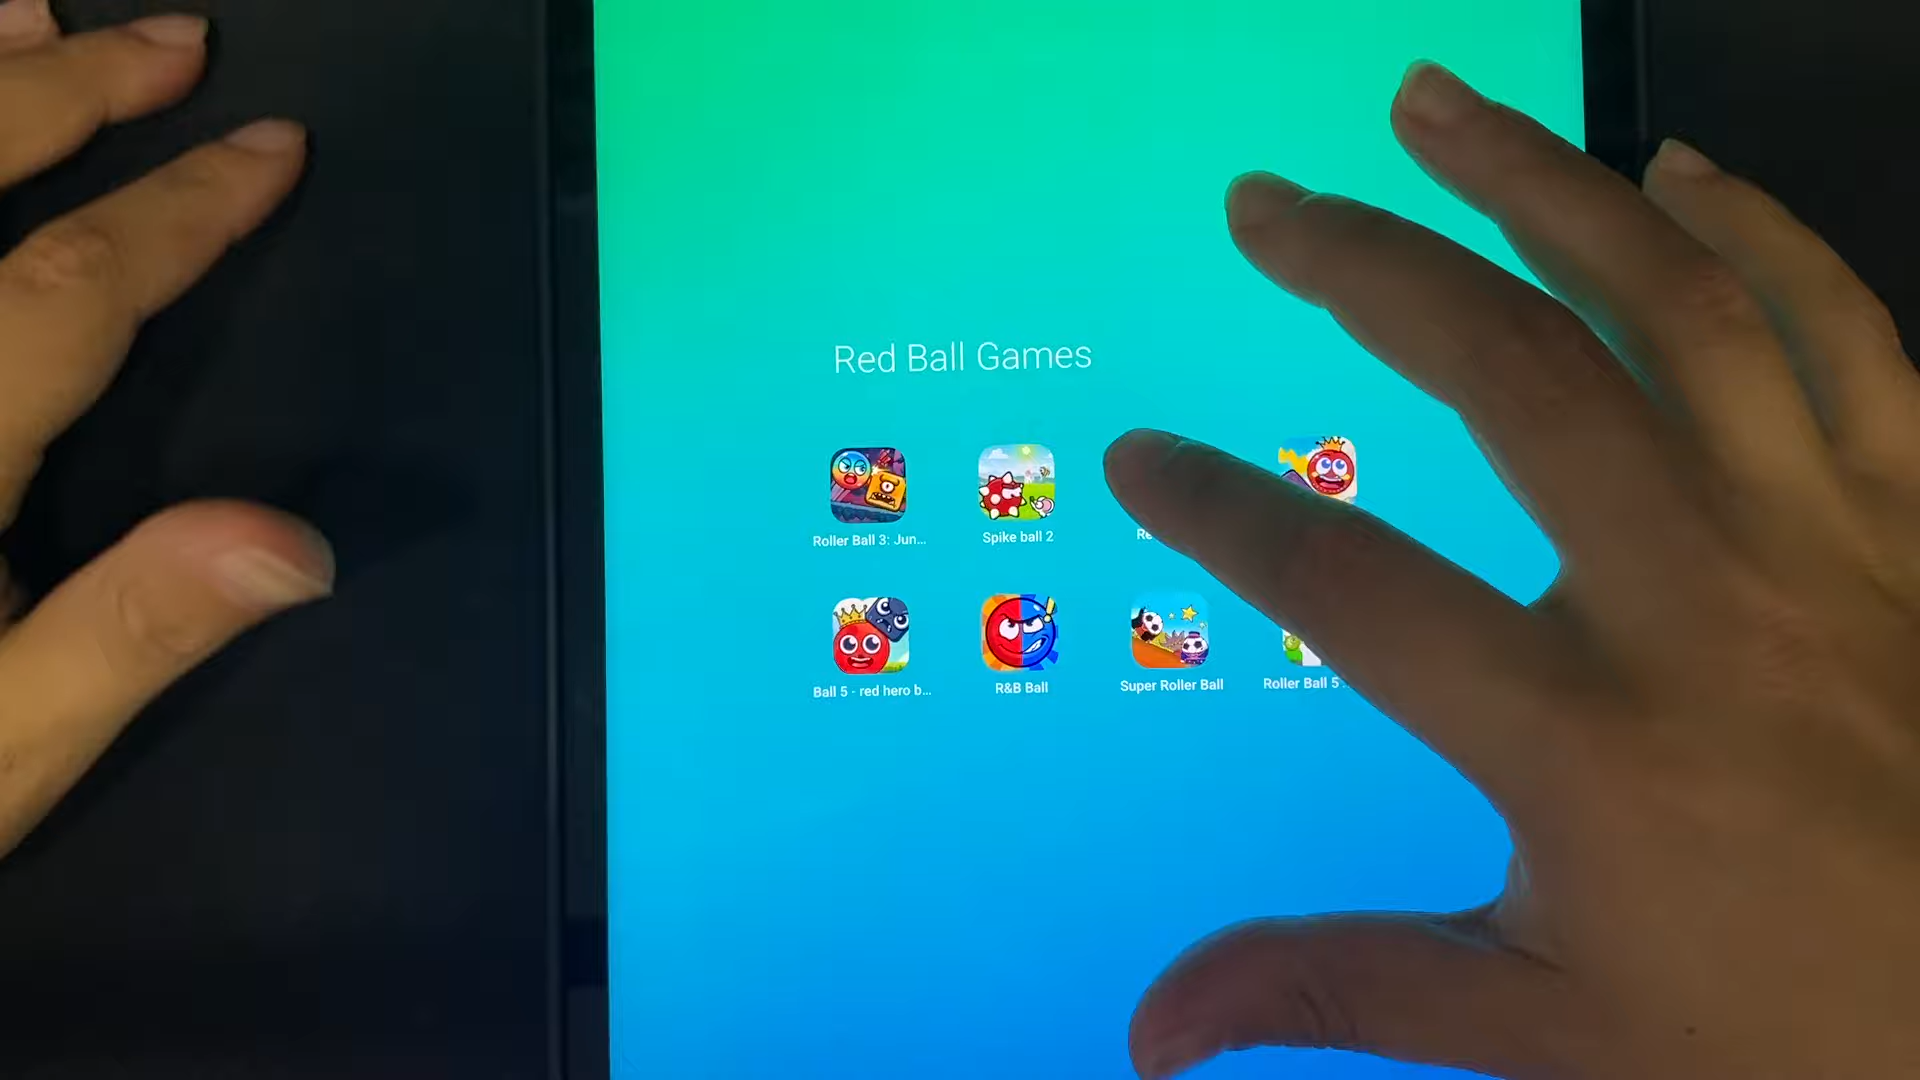 Red Ball Games
Roller Ball 3: Jun...
Spike ball 2
Ball 5 - red hero b...
R&B Ball
Super Roller Ball
Roller Ball 5